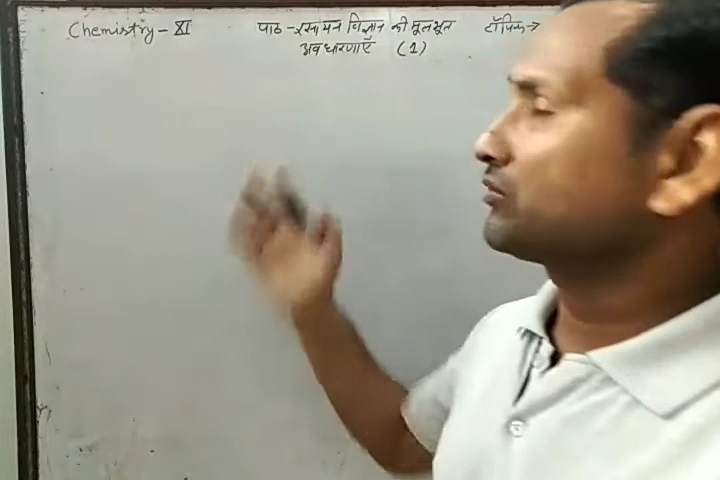 Chemistry - XI पाठ - रसायन विज्ञान की मूलभूत टॉपिक→
अवधारणाएँ (1)